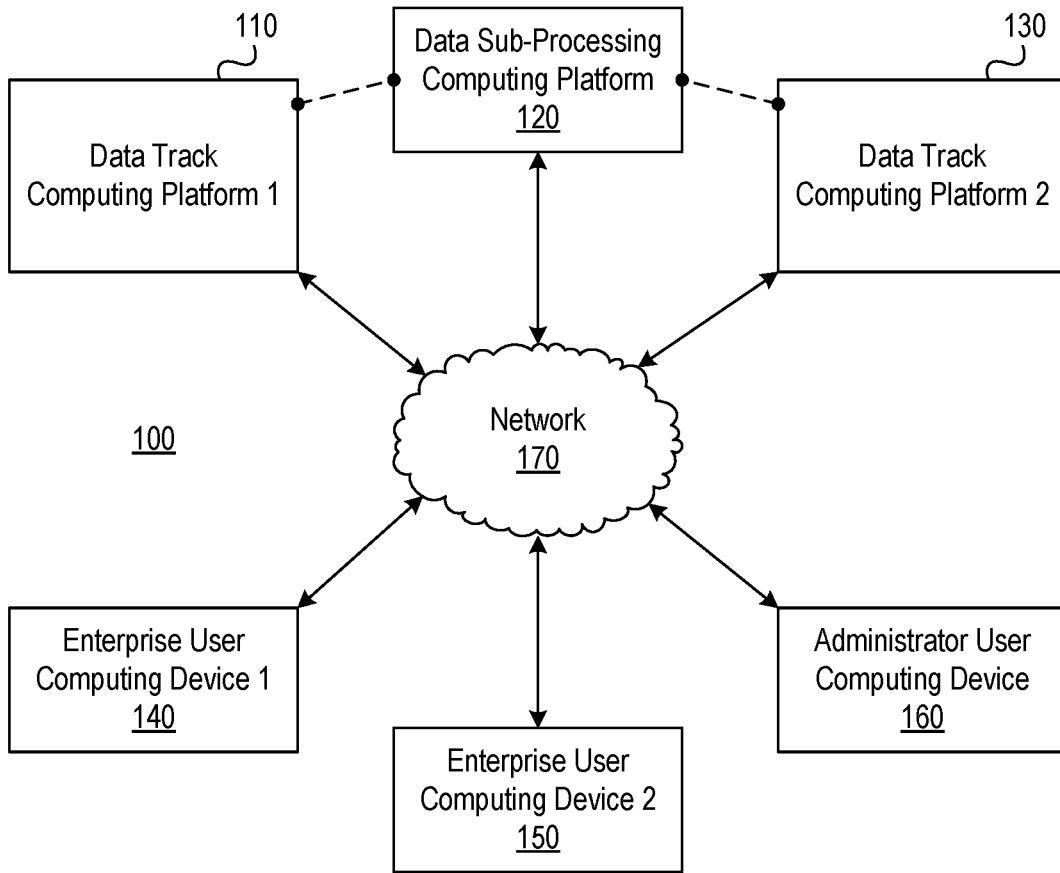 110
Data Sub-Processing
Computing Platform
120
130
Data Track
Computing Platform 1
Data Track
Computing Platform 2
100
Network
170
Enterprise User
Computing Device 1
140
Enterprise User
Computing Device 2
150
Administrator User
Computing Device
160